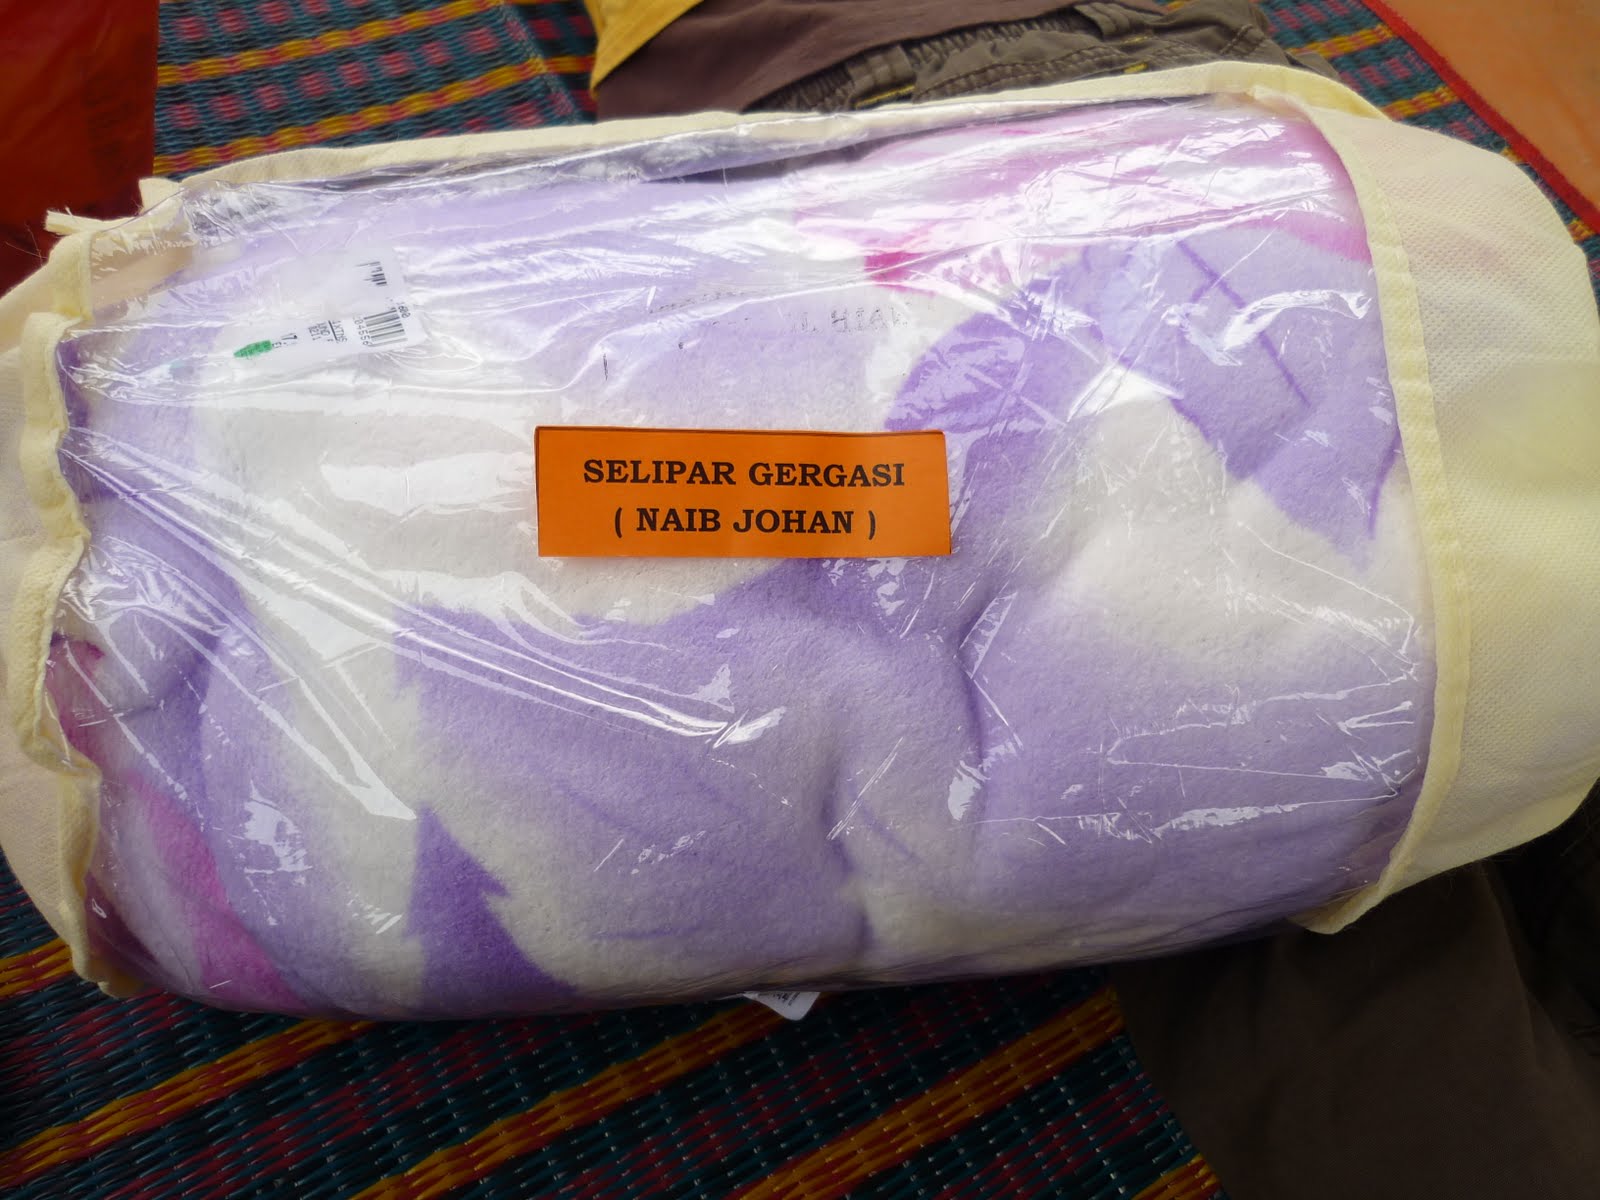 SELIPAR GERGASI
( NAIB JOHAN )